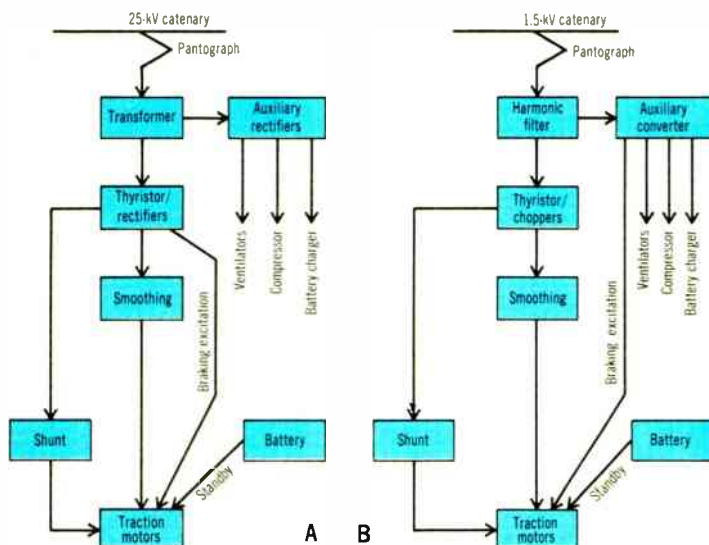 25-kV catenary
Pantograph
Transformer
Auxiliary
rectifiers
Thyristor/
rectifiers
Ventilators
Compressor
Battery charger
Smoothing
Braking excitation
Shunt
Battery
Standby
Traction
motors
A
1.5-kV catenary
Pantograph
Harmonic
filter
Auxiliary
converter
Thyristor/
choppers
Ventilators
Compressor
Battery charger
Smoothing
Braking excitation
Shunt
Battery
Standby
Traction
motors
B